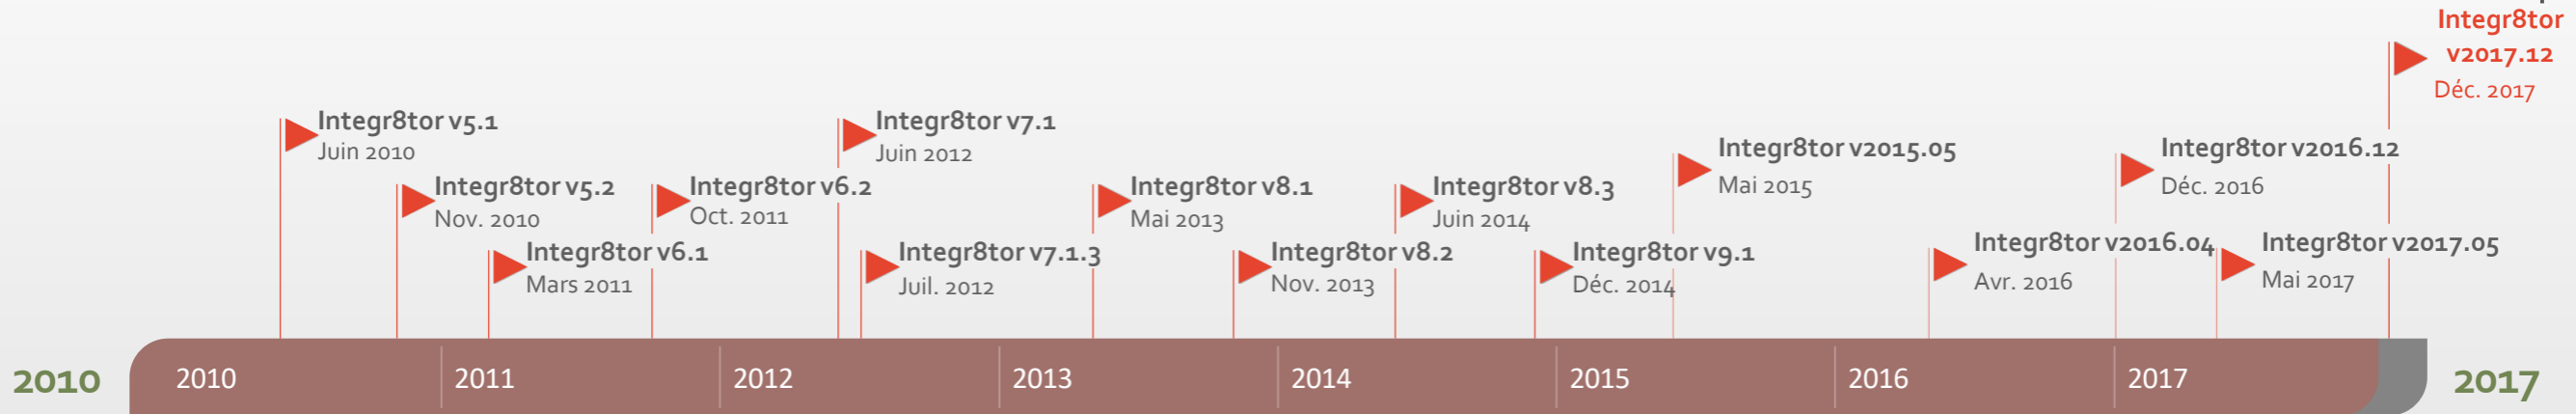 Integr8tor
v2017.12
Déc. 2017
Integr8tor v5.1
Juin 2010
Integr8tor v7.1
Juin 2012
Integr8tor v2015.05
Mai 2015
Integr8tor v2016.12
Déc. 2016
Integr8tor v5.2
Nov. 2010
Integr8tor v6.2
Oct. 2011
Integr8tor v8.1
Mai 2013
Integr8tor v8.3
Juin 2014
Integr8tor v6.1
Mars 2011
Integr8tor v7.1.3
Juil. 2012
Integr8tor v8.2
Nov. 2013
Integr8tor v9.1
Déc. 2014
Integr8tor v2016.04
Avr. 2016
Integr8tor v2017.05
Mai 2017
2010
2010
2011
2012
2013
2014
2015
2016
2017
2017